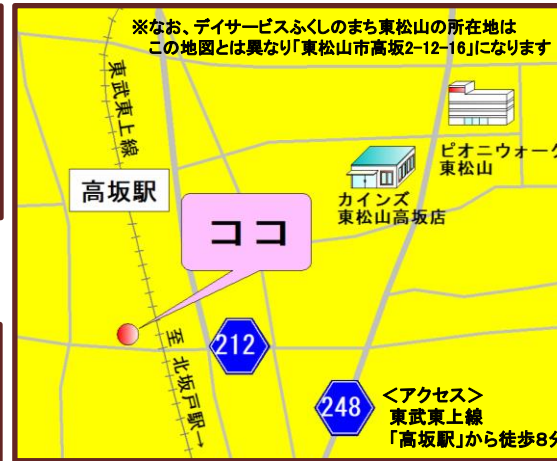 ※なお、デイサービスふくしのまち東松山の所在地は
この地図とは異なり「東松山市高坂2-12-16」になります
東武東上線
ピオニウォーク
東松山
カインズ
東松山高坂店
高坂駅
ココ
至 北坂戸駅→
212
248
<アクセス>
東武東上線
「高坂駅」から徒歩8分